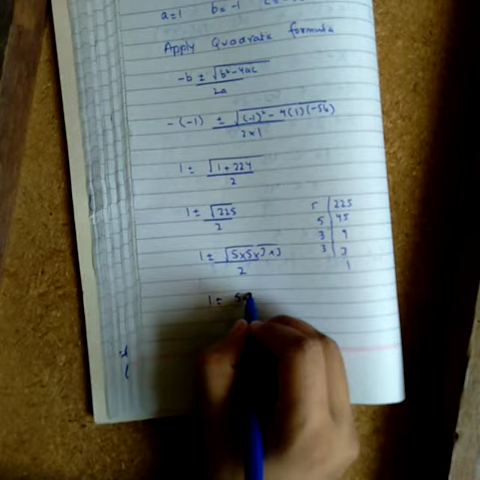 a=1 b=-1
Apply Quadratic formula
-b ± √b²-4ac
2a
-(-1) ± √(-1)²-4(1)(-56)
2×1
1 ± √1+224
2
1 ± √225
2
5 | 225
5 | 45
3 | 9
3 | 3
1
1 ± √5×5×3×3
2
1 ± 5×